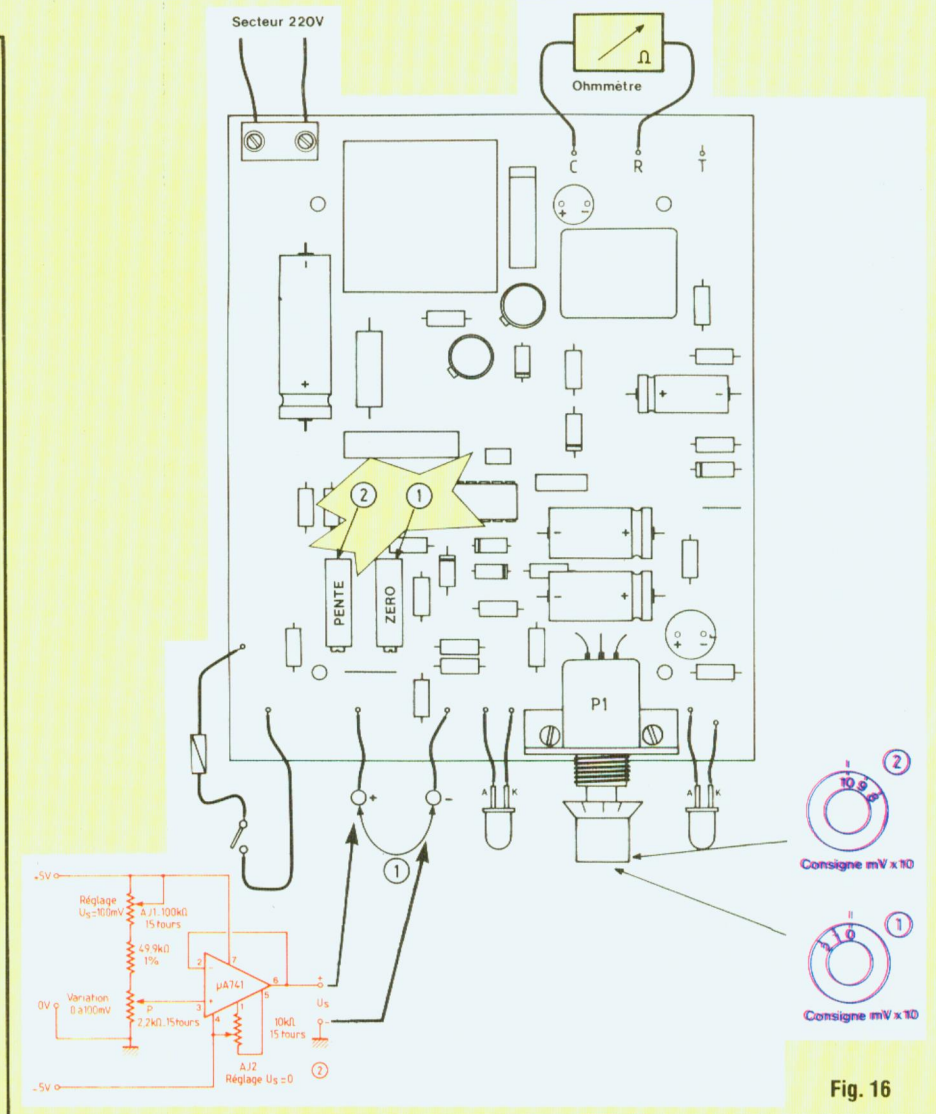 Secteur 220V
Ω
Ohmmètre
C R T
+ -
-
+
+ -
2 1
- +
- +
PENTE
ZERO
+ -
P1
+ -
A K
A K
1
2
10 9 8
Consigne mV x 10
1
2 1 0
Consigne mV x 10
+5V
Réglage
Us=100mV
AJ1.100kΩ
15 tours
49,9kΩ
1%
0V
Variation
0 à 100mV
P
2,2kΩ.15tours
2
-
7
µA741
6
+
3
4
1
5
+
Us
-
10kΩ
15 tours
AJ2
Réglage Us=0
2
-5V
Fig. 16